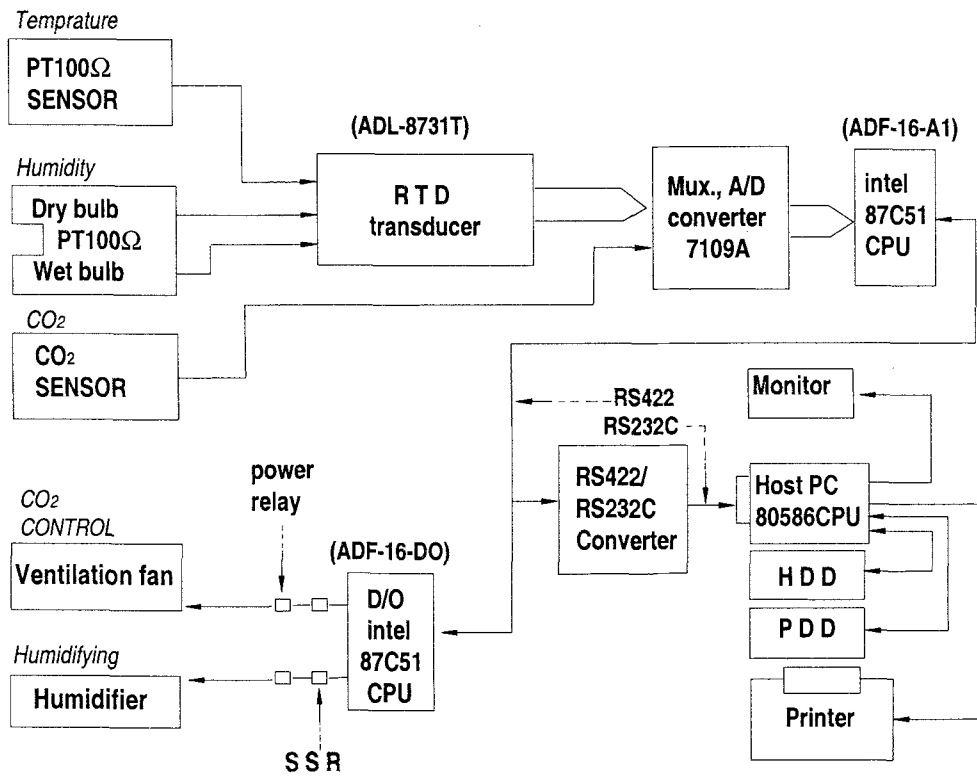 Temprature
PT100Ω
SENSOR
(ADL-8731T)
(ADF-16-A1)
Humidity
Dry bulb
PT100Ω
Wet bulb
R T D
transducer
Mux., A/D
converter
7109A
intel
87C51
CPU
CO₂
CO₂
SENSOR
Monitor
RS422
RS232C
power
relay
RS422/
RS232C
Converter
Host PC
80586CPU
CO₂
CONTROL
(ADF-16-DO)
Ventilation fan
D/O
intel
87C51
CPU
H D D
P D D
Humidifying
Humidifier
Printer
S S R